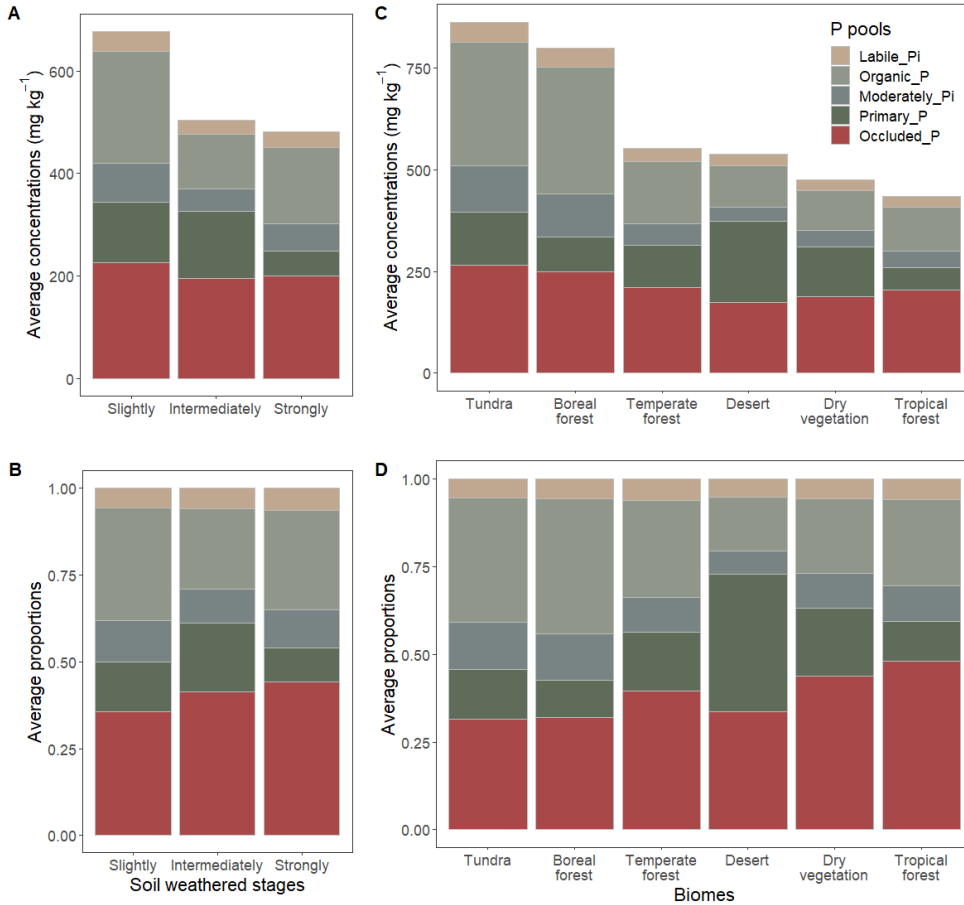 A
Average concentrations (mg kg⁻¹)
600
400
200
0
Slightly Intermediately Strongly
C
Average concentrations (mg kg⁻¹)
750
500
250
0
P pools
Labile_Pi
Organic_P
Moderately_Pi
Primary_P
Occluded_P
Tundra Boreal Temperate Desert Dry Tropical
forest forest vegetation forest
B
Average proportions
1.00
0.75
0.50
0.25
0.00
Slightly Intermediately Strongly
Soil weathered stages
D
Average proportions
1.00
0.75
0.50
0.25
0.00
Tundra Boreal Temperate Desert Dry Tropical
forest forest vegetation forest
Biomes